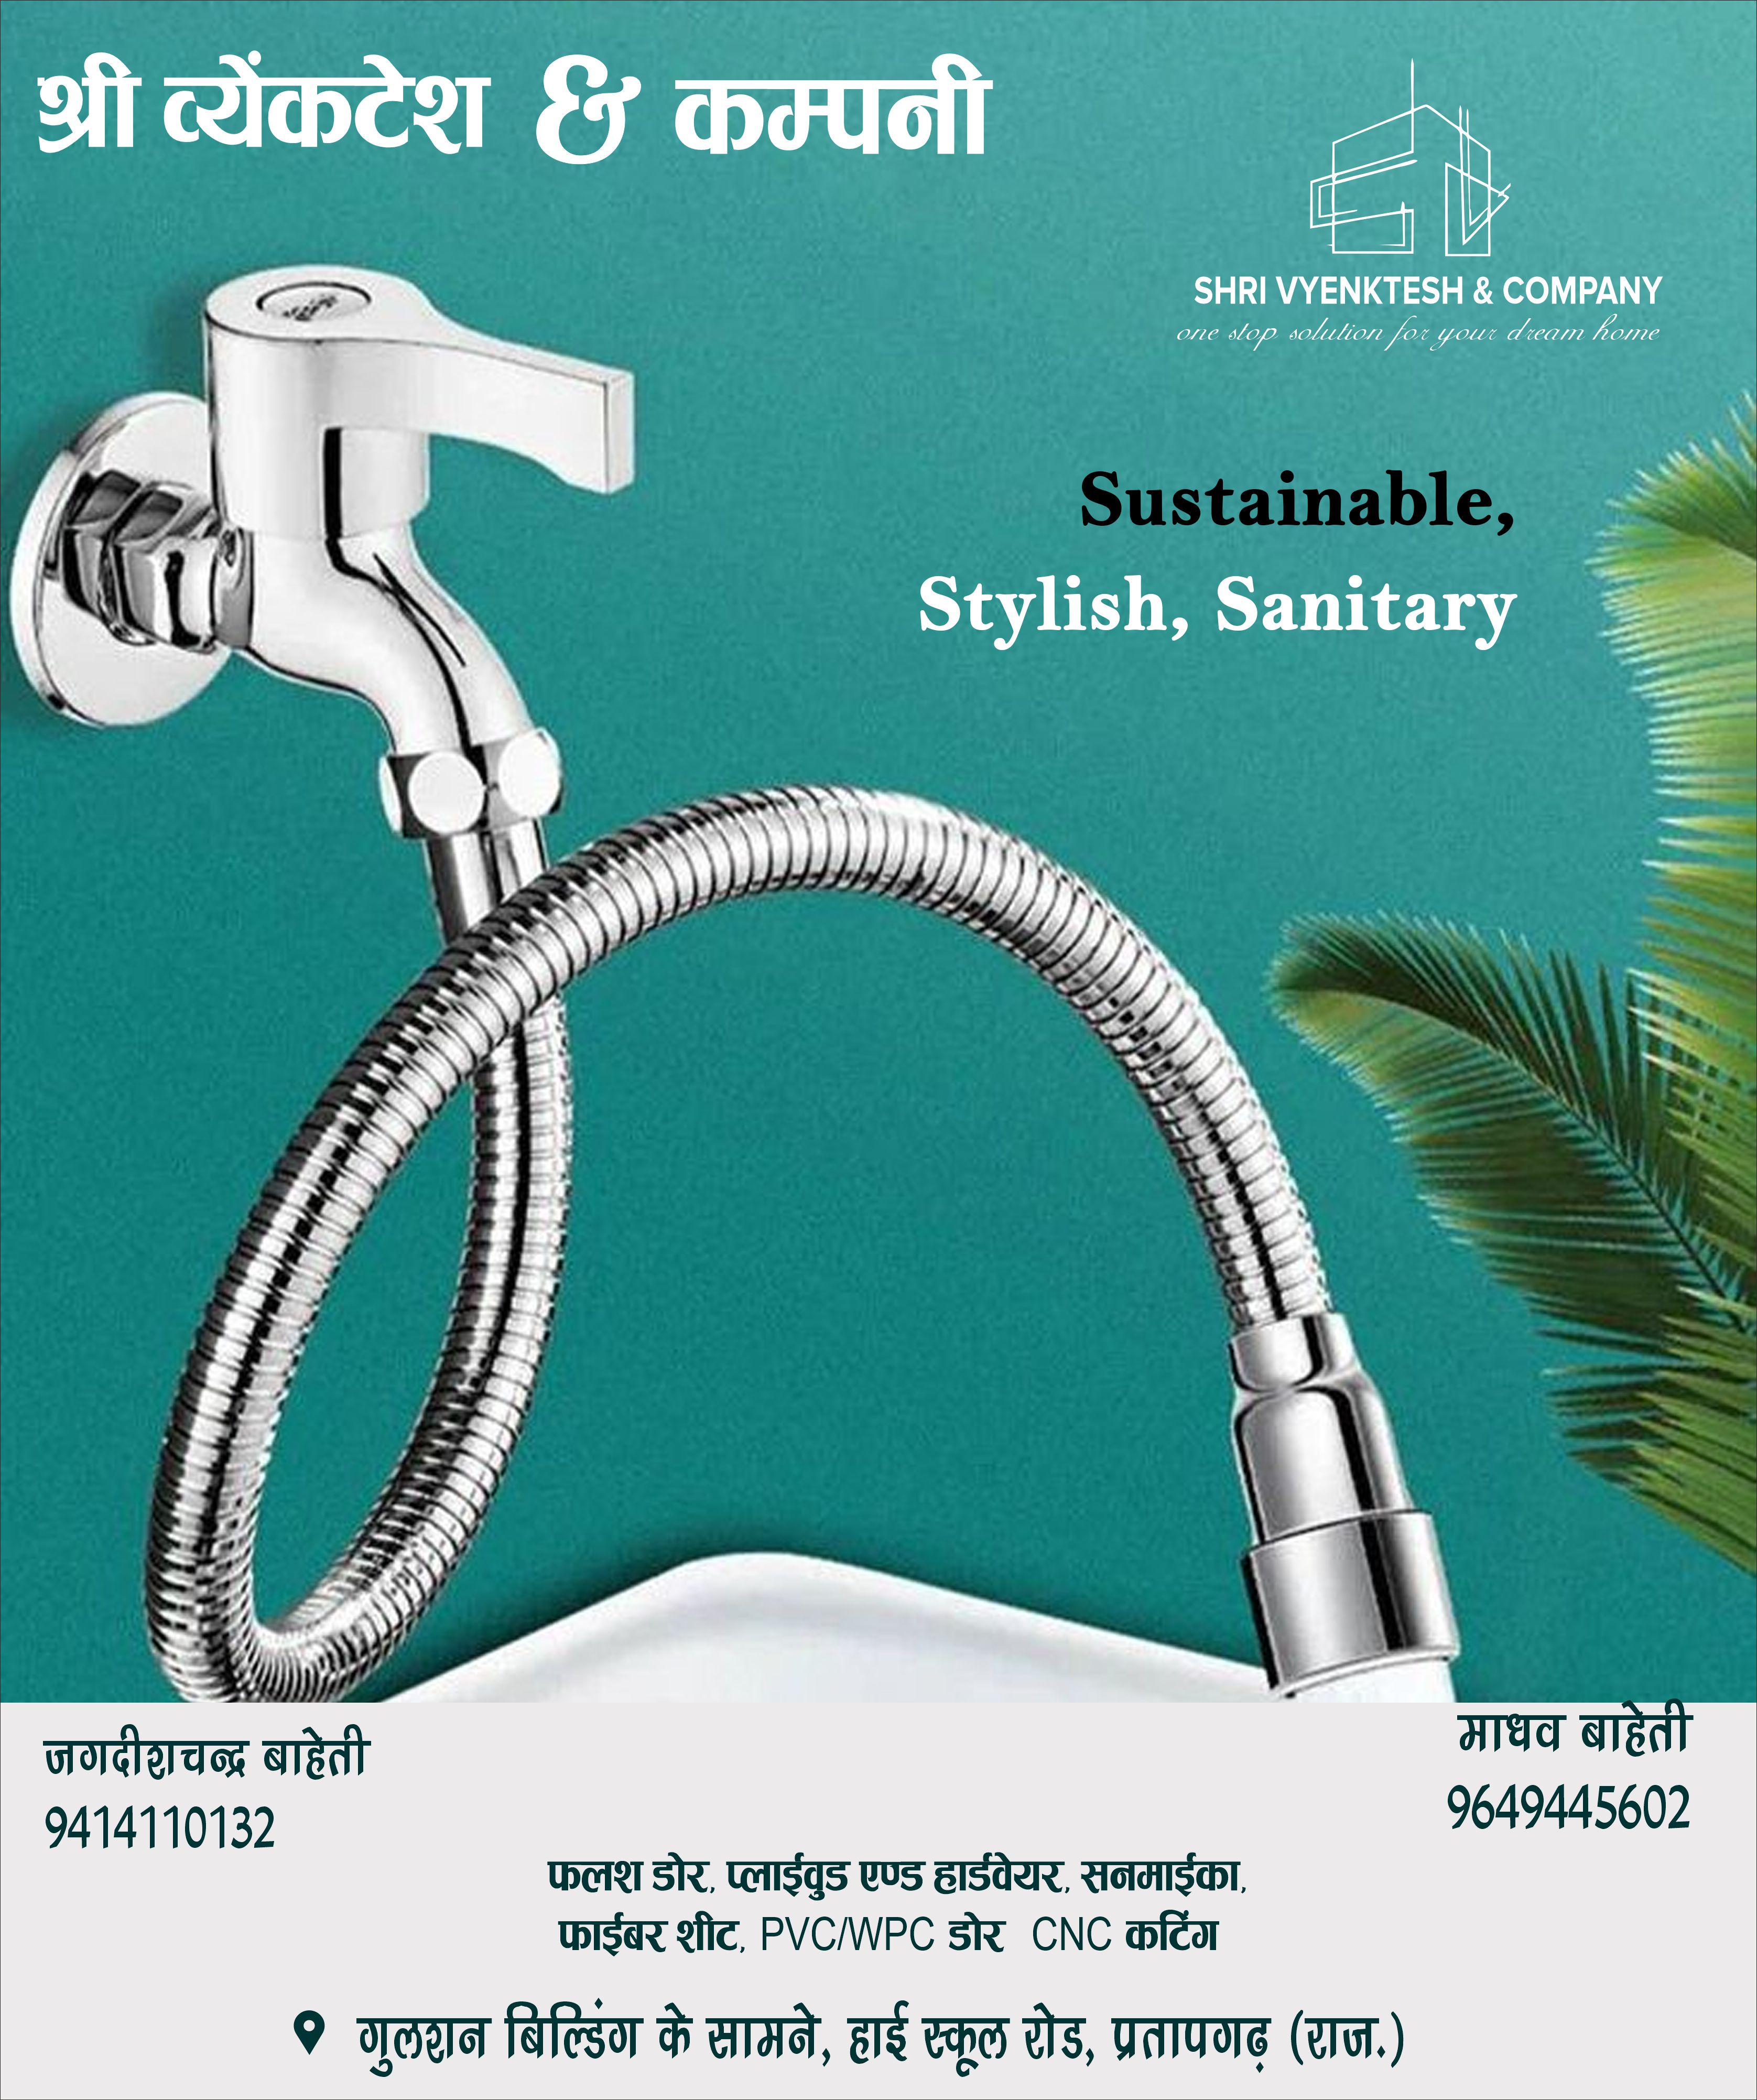 श्री व्येंकटेश & कम्पनी
SHRI VYENKTESH & COMPANY
one stop solution for your dream home
Sustainable,
Stylish, Sanitary
जगदीशचन्द्र बाहेती
9414110132
माधव बाहेती
9649445602
फलश डोर, प्लाईवुड एण्ड हार्डवेयर, सनमाईका,
फाईबर शीट, PVC/WPC डोर CNC कटिंग
गुलशन बिल्डिंग के सामने, हाई स्कूल रोड, प्रतापगढ़ (राज.)